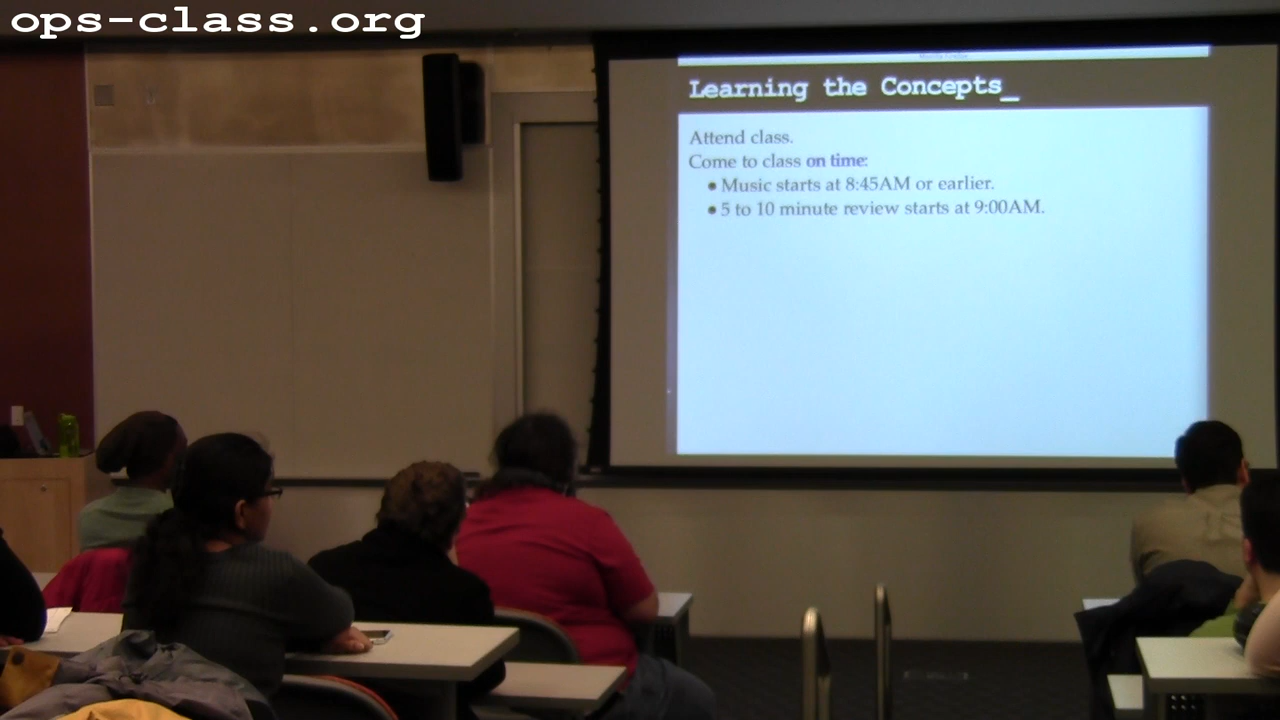 ops-class.org
Learning the Concepts_
Attend class.
Come to class on time:
• Music starts at 8:45AM or earlier.
• 5 to 10 minute review starts at 9:00AM.